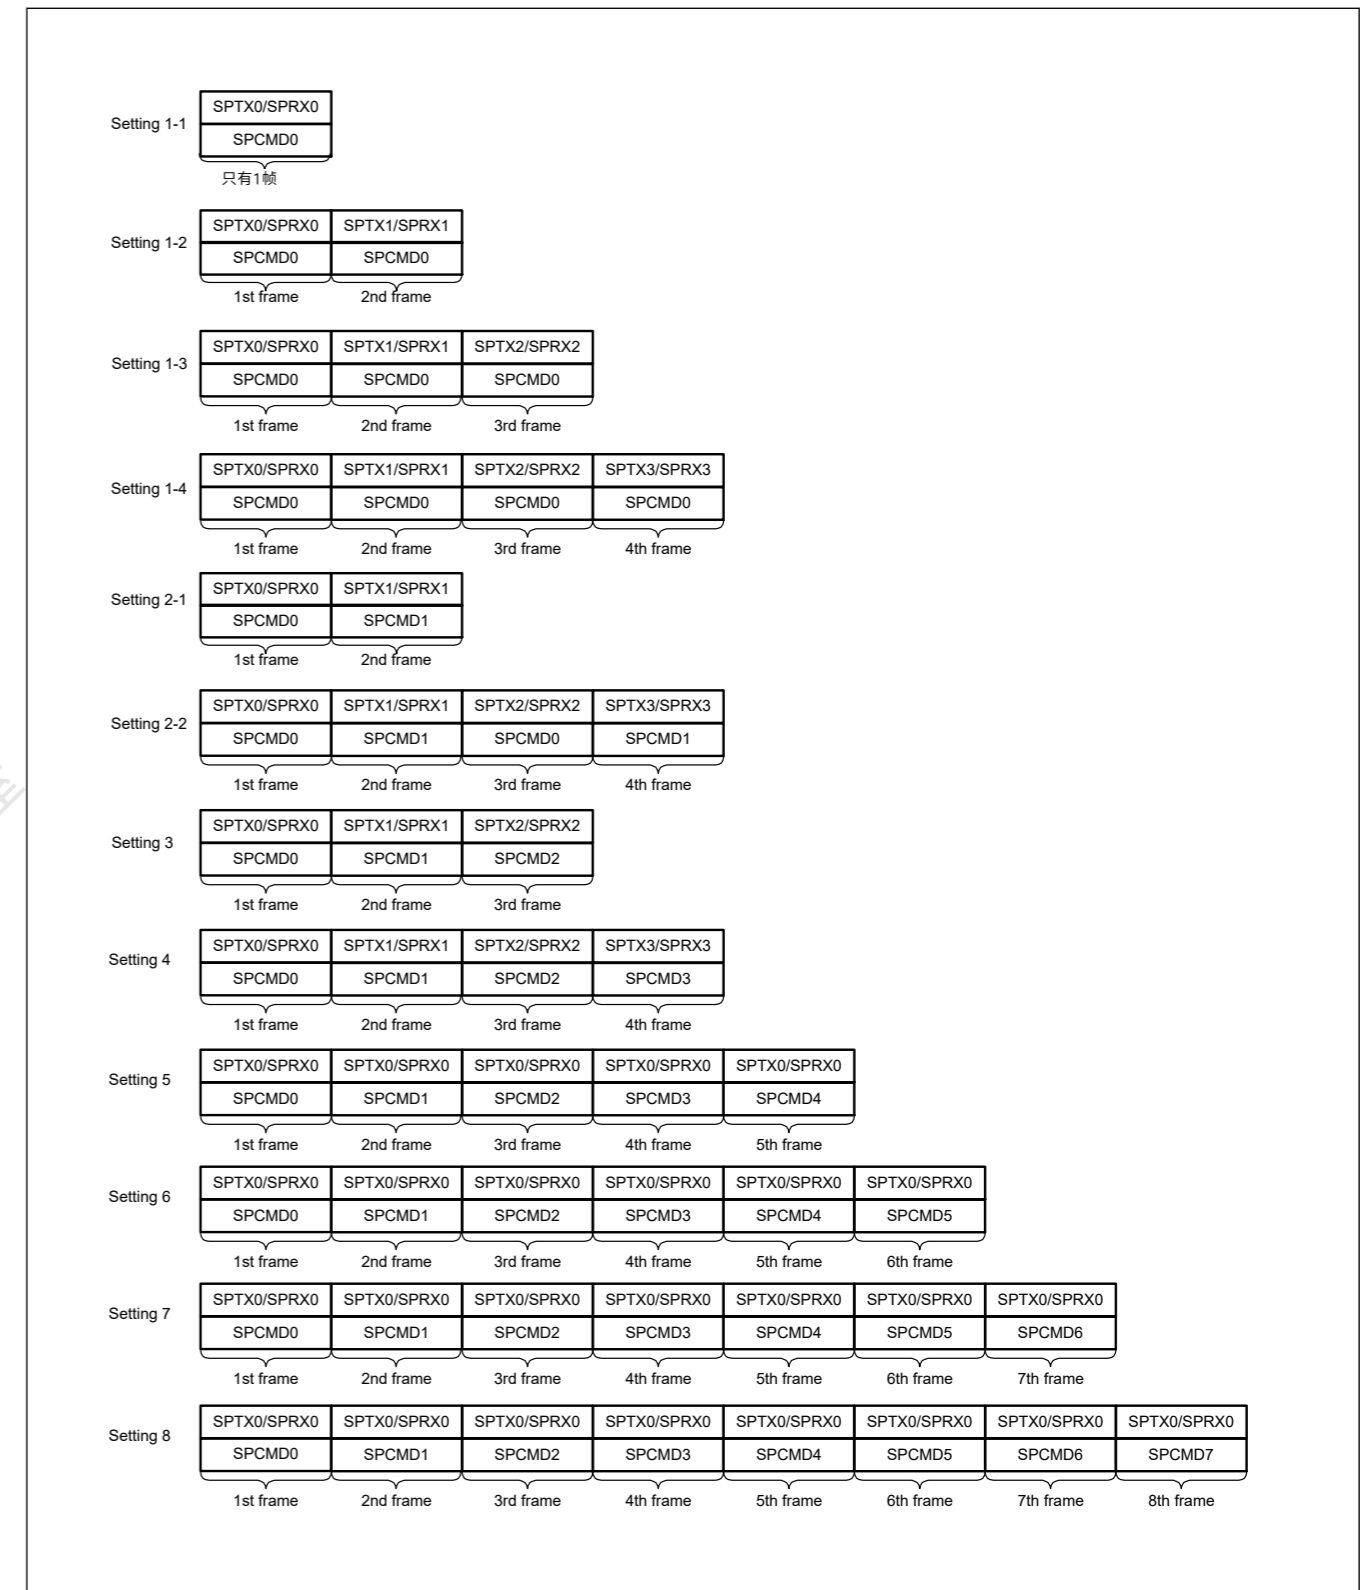 SPTX0/SPRX0
Setting 1-1
SPCMD0
只有1帧
SPTX0/SPRX0 SPTX1/SPRX1
Setting 1-2
SPCMD0 SPCMD0
1st frame 2nd frame
SPTX0/SPRX0 SPTX1/SPRX1 SPTX2/SPRX2
Setting 1-3
SPCMD0 SPCMD0 SPCMD0
1st frame 2nd frame 3rd frame
SPTX0/SPRX0 SPTX1/SPRX1 SPTX2/SPRX2 SPTX3/SPRX3
Setting 1-4
SPCMD0 SPCMD0 SPCMD0 SPCMD0
1st frame 2nd frame 3rd frame 4th frame
SPTX0/SPRX0 SPTX1/SPRX1
Setting 2-1
SPCMD0 SPCMD1
1st frame 2nd frame
SPTX0/SPRX0 SPTX1/SPRX1 SPTX2/SPRX2 SPTX3/SPRX3
Setting 2-2
SPCMD0 SPCMD1 SPCMD0 SPCMD1
1st frame 2nd frame 3rd frame 4th frame
SPTX0/SPRX0 SPTX1/SPRX1 SPTX2/SPRX2
Setting 3
SPCMD0 SPCMD1 SPCMD2
1st frame 2nd frame 3rd frame
SPTX0/SPRX0 SPTX1/SPRX1 SPTX2/SPRX2 SPTX3/SPRX3
Setting 4
SPCMD0 SPCMD1 SPCMD2 SPCMD3
1st frame 2nd frame 3rd frame 4th frame
SPTX0/SPRX0 SPTX0/SPRX0 SPTX0/SPRX0 SPTX0/SPRX0 SPTX0/SPRX0
Setting 5
SPCMD0 SPCMD1 SPCMD2 SPCMD3 SPCMD4
1st frame 2nd frame 3rd frame 4th frame 5th frame
SPTX0/SPRX0 SPTX0/SPRX0 SPTX0/SPRX0 SPTX0/SPRX0 SPTX0/SPRX0 SPTX0/SPRX0
Setting 6
SPCMD0 SPCMD1 SPCMD2 SPCMD3 SPCMD4 SPCMD5
1st frame 2nd frame 3rd frame 4th frame 5th frame 6th frame
SPTX0/SPRX0 SPTX0/SPRX0 SPTX0/SPRX0 SPTX0/SPRX0 SPTX0/SPRX0 SPTX0/SPRX0 SPTX0/SPRX0
Setting 7
SPCMD0 SPCMD1 SPCMD2 SPCMD3 SPCMD4 SPCMD5 SPCMD6
1st frame 2nd frame 3rd frame 4th frame 5th frame 6th frame 7th frame
SPTX0/SPRX0 SPTX0/SPRX0 SPTX0/SPRX0 SPTX0/SPRX0 SPTX0/SPRX0 SPTX0/SPRX0 SPTX0/SPRX0 SPTX0/SPRX0
Setting 8
SPCMD0 SPCMD1 SPCMD2 SPCMD3 SPCMD4 SPCMD5 SPCMD6 SPCMD7
1st frame 2nd frame 3rd frame 4th frame 5th frame 6th frame 7th frame 8th frame